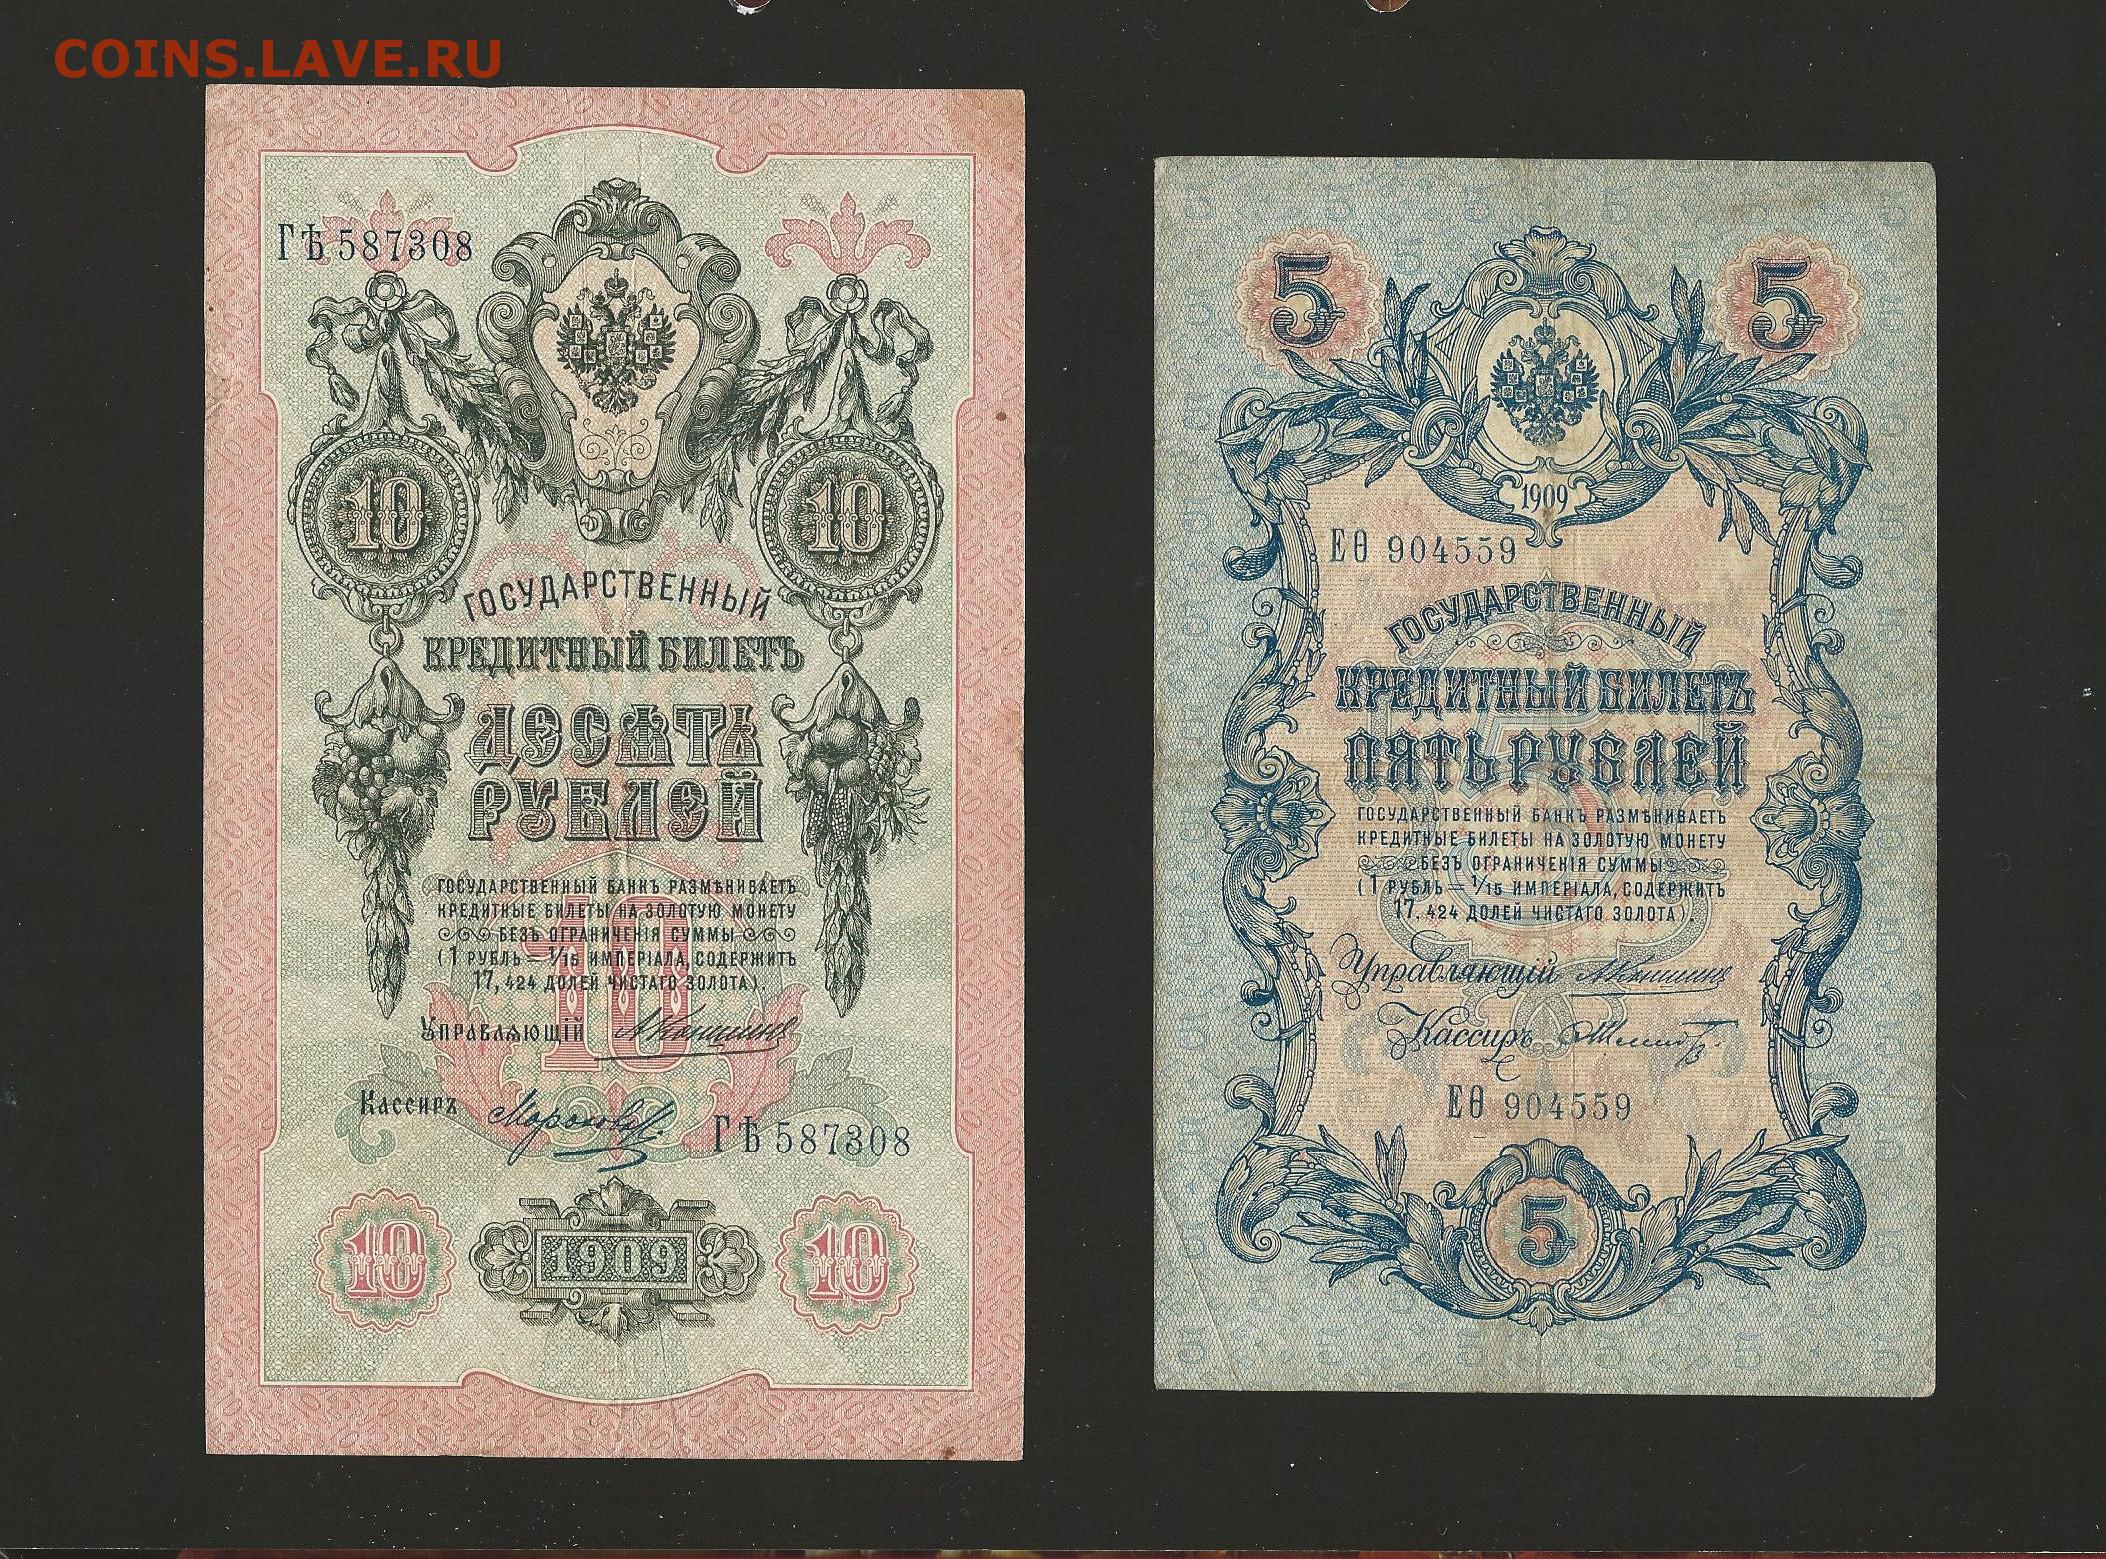 COINS.LAVE.RU
ГѢ 587308
10 10
ГОСУДАРСТВЕННЫЙ
КРЕДИТНЫЙ БИЛЕТЪ
ДЕСЯТЬ
РУБЛЕЙ
ГОСУДАРСТВЕННЫЙ БАНКЪ РАЗМѢНИВАЕТЪ
КРЕДИТНЫЕ БИЛЕТЫ НА ЗОЛОТУЮ МОНЕТУ
БЕЗЪ ОГРАНИЧЕНІЯ СУММЫ
(1 РУБЛЬ = 1/15 ИМПЕРІАЛА, СОДЕРЖИТЪ
17,424 ДОЛЕЙ ЧИСТАГО ЗОЛОТА).
10
УПРАВЛЯЮЩІЙ
КАССИРЪ
ГѢ 587308
10 1909 10
5 5
1909
ЕѲ 904559
ГОСУДАРСТВЕННЫЙ
КРЕДИТНЫЙ БИЛЕТЪ
ПЯТЬ РУБЛЕЙ
ГОСУДАРСТВЕННЫЙ БАНКЪ РАЗМѢНИВАЕТЪ
КРЕДИТНЫЕ БИЛЕТЫ НА ЗОЛОТУЮ МОНЕТУ
БЕЗЪ ОГРАНИЧЕНІЯ СУММЫ
(1 РУБЛЬ = 1/15 ИМПЕРІАЛА, СОДЕРЖИТЪ
17,424 ДОЛЕЙ ЧИСТАГО ЗОЛОТА).
Управляющій
Кассиръ
ЕѲ 904559
5